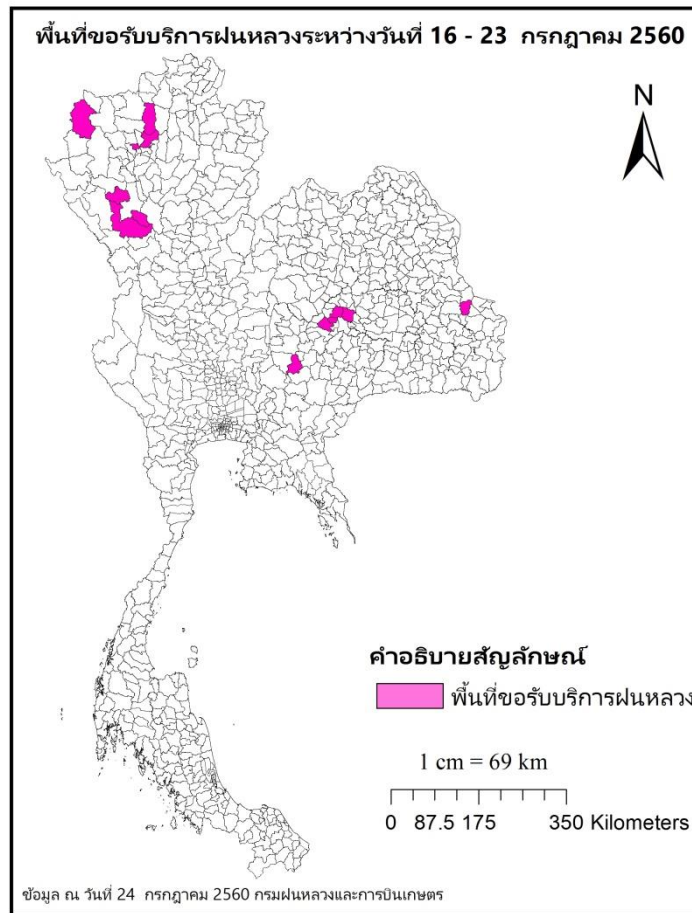 พื้นที่ขอรับบริการฝนหลวงระหว่างวันที่ 16 - 23 กรกฎาคม 2560
N
คำอธิบายสัญลักษณ์
พื้นที่ขอรับบริการฝนหลวง
1 cm = 69 km
0 87.5 175 350 Kilometers
ข้อมูล ณ วันที่ 24 กรกฎาคม 2560 กรมฝนหลวงและการบินเกษตร